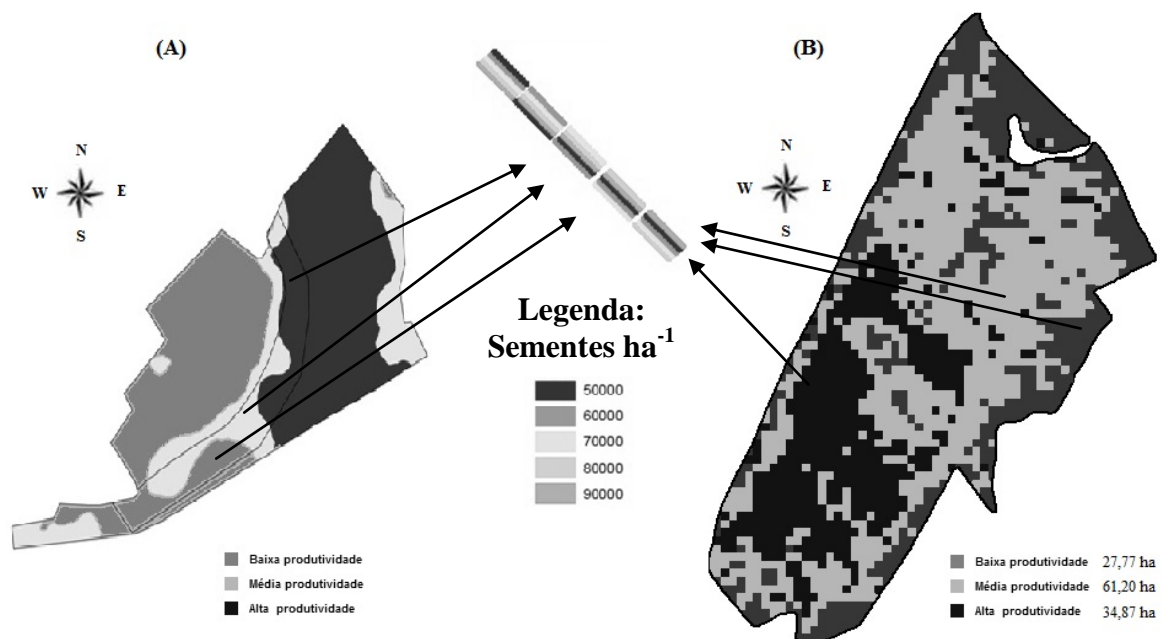 (A)
(B)
N
W E
S
N
W E
S
Legenda:
Sementes ha⁻¹
50000
60000
70000
80000
90000
Baixa produtividade
Média produtividade
Alta produtividade
Baixa produtividade 27,77 ha
Média produtividade 61,20 ha
Alta produtividade 34,87 ha